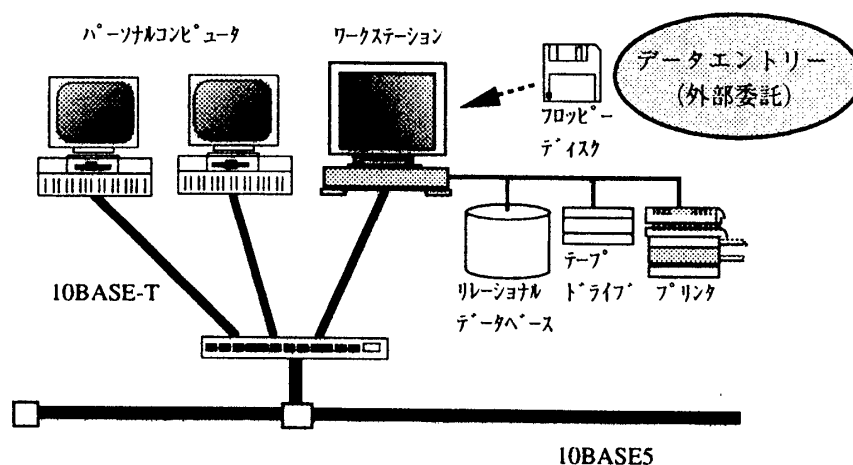 パーソナルコンピュータ
ワークステーション
データエントリー
(外部委託)
フロッピー
ディスク
リレーショナル
データベース
テープ
ドライブ
プリンタ
10BASE-T
10BASE5